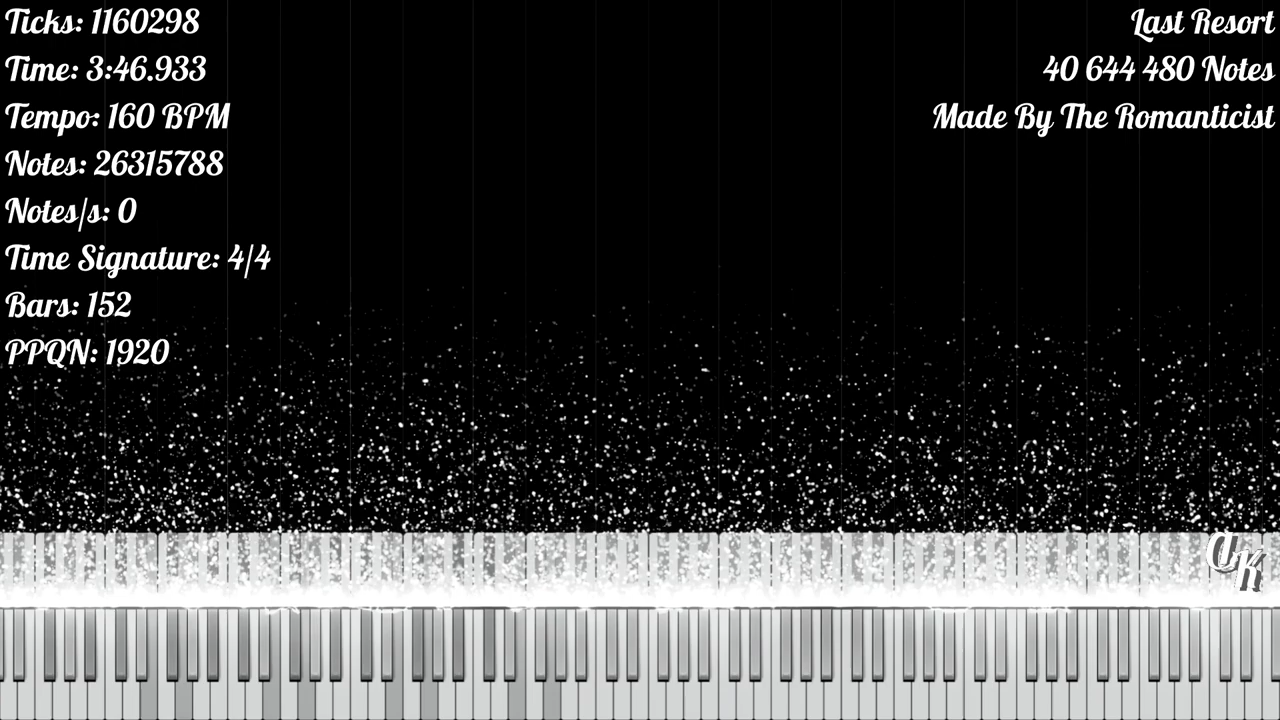 Ticks: 1160298
Time: 3:46.933
Tempo: 160 BPM
Notes: 26315788
Notes/s: 0
Time Signature: 4/4
Bars: 152
PPQN: 1920
Last Resort
40 644 480 Notes
Made By The Romanticist